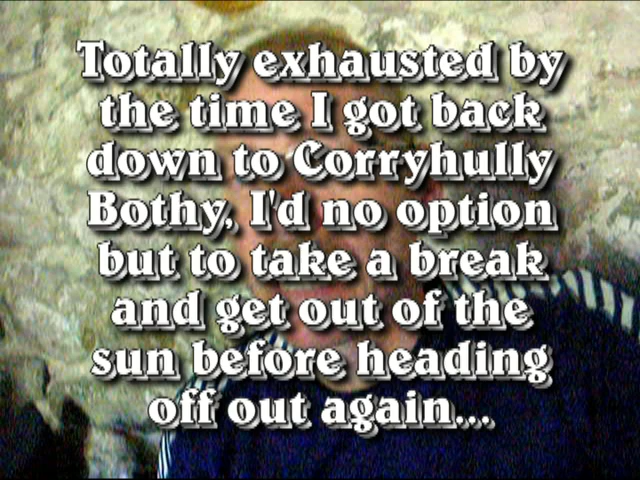 Totally exhausted by
the time I got back
down to Corryhully
Bothy, I'd no option
but to take a break
and get out of the
sun before heading
off out again...